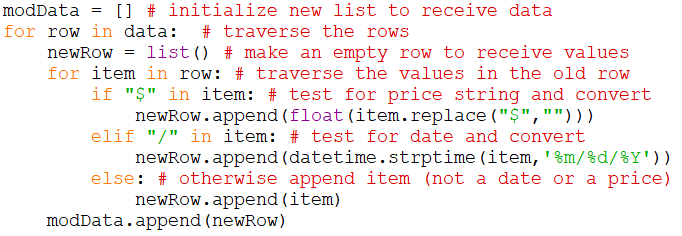 modData = [] # initialize new list to receive data
for row in data:  # traverse the rows
    newRow = list() # make an empty row to receive values
    for item in row: # traverse the values in the old row
        if "$" in item: # test for price string and convert
            newRow.append(float(item.replace("$","")))
        elif "/" in item: # test for date and convert
            newRow.append(datetime.strptime(item,'%m/%d/%Y'))
        else: # otherwise append item (not a date or a price)
            newRow.append(item)
    modData.append(newRow)